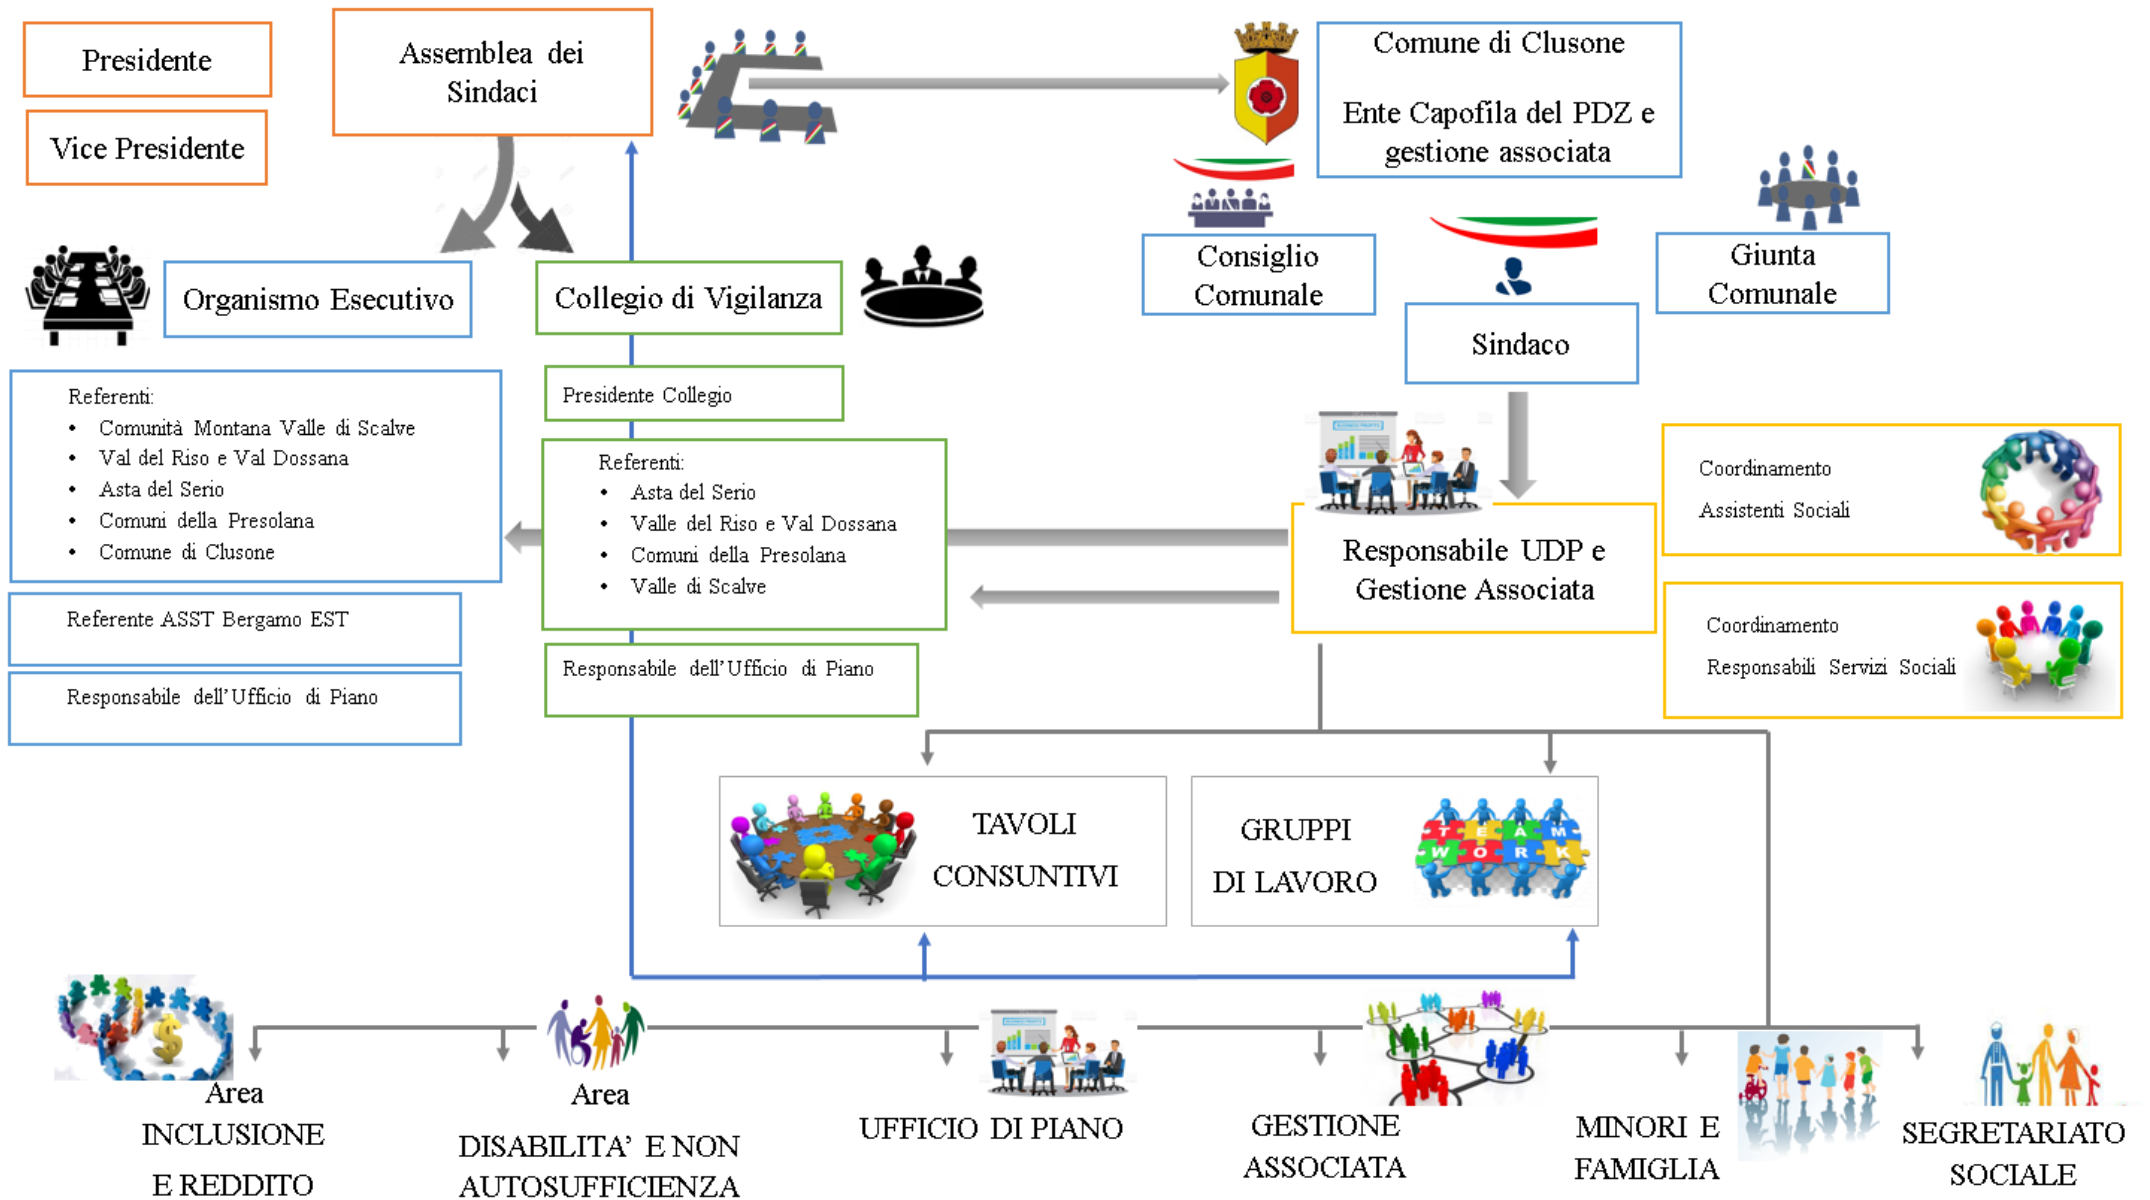 Presidente
Vice Presidente
Assemblea dei
Sindaci
Comune di Clusone
Ente Capofila del PDZ e
gestione associata
Consiglio
Comunale
Giunta
Comunale
Sindaco
Organismo Esecutivo
Collegio di Vigilanza
Referenti:
• Comunità Montana Valle di Scalve
• Val del Riso e Val Dossana
• Asta del Serio
• Comuni della Presolana
• Comune di Clusone
Referente ASST Bergamo EST
Responsabile dell'Ufficio di Piano
Presidente Collegio
Referenti:
• Asta del Serio
• Valle del Riso e Val Dossana
• Comuni della Presolana
• Valle di Scalve
Responsabile dell'Ufficio di Piano
BUSINESS PROFITS
Responsabile UDP e
Gestione Associata
Coordinamento
Assistenti Sociali
Coordinamento
Responsabili Servizi Sociali
TAVOLI
CONSUNTIVI
GRUPPI
DI LAVORO
TEAM
WORK
Area
INCLUSIONE
E REDDITO
Area
DISABILITA' E NON
AUTOSUFFICIENZA
BUSINESS PROFITS
UFFICIO DI PIANO
GESTIONE
ASSOCIATA
MINORI E
FAMIGLIA
SEGRETARIATO
SOCIALE